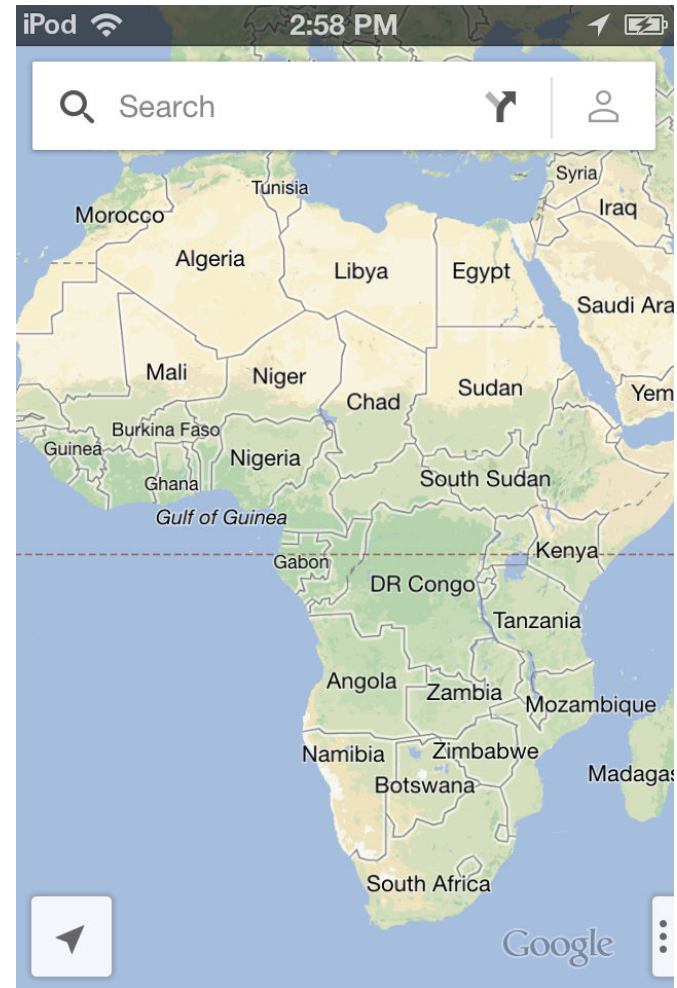 iPod 2:58 PM
Search
Syria
Tunisia
Iraq
Morocco
Algeria
Libya
Egypt
Saudi Ara
Mali
Niger
Chad
Sudan
Yem
Burkina Faso
Guinea
Nigeria
Ghana
South Sudan
Gulf of Guinea
Kenya
Gabon
DR Congo
Tanzania
Angola
Zambia
Mozambique
Namibia
Zimbabwe
Botswana
Madagas
South Africa
Google